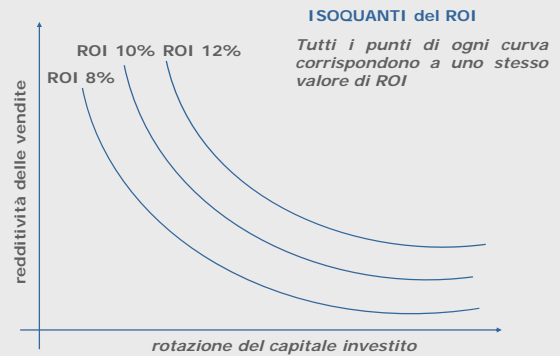 ISOQUANTI del ROI
Tutti i punti di ogni curva
corrispondono a uno stesso
valore di ROI
ROI 10% ROI 12%
ROI 8%
redditività delle vendite
rotazione del capitale investito